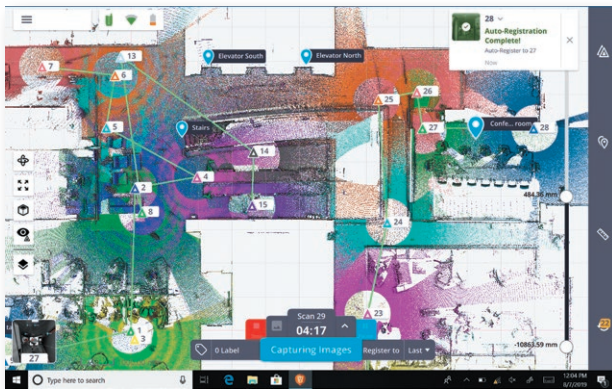 28
Auto-Registration
Complete!
Auto-Register to 27
Now
7
13
6
Elevator South
Elevator North
25
26
5
Stairs
27
Confe... room
28
14
4
2
15
8
484.36 mm
24
23
1
3
Scan 29
04:17
27
0 Label
Capturing Images
Register to
Last
-10863.59 mm
Type here to search
12:04 PM
8/7/2019